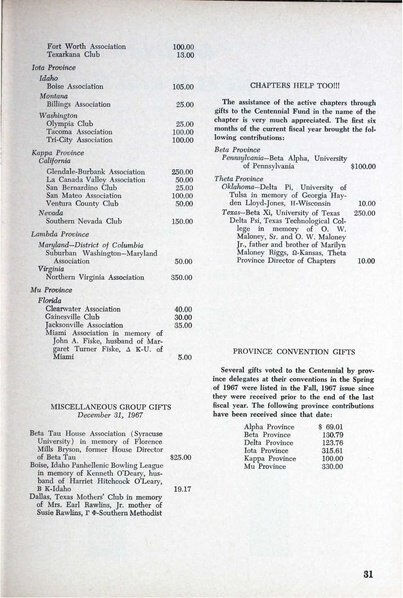 Fort Worth Association 100.00
Texarkana Club 13.00
Iota Province
Idaho
Boise Association 105.00
Montana
Billings Association 25.00
Washington
Olympia Club 25.00
Tacoma Association 100.00
Tri-City Association 100.00
Kappa Province
California
Glendale-Burbank Association 250.00
La Canada Valley Association 50.00
San Bernardino Club 25.00
San Mateo Association 100.00
Ventura County Club 50.00
Nevada
Southern Nevada Club 150.00
Lambda Province
Maryland—District of Columbia
Suburban Washington—Maryland
Association 50.00
Virginia
Northern Virginia Association 350.00
Mu Province
Florida
Clearwater Association 40.00
Gainesville Club 30.00
Jacksonville Association 35.00
Miami Association in memory of
John A. Fiske, husband of Mar-
garet Turner Fiske, Δ K-U. of
Miami 5.00
MISCELLANEOUS GROUP GIFTS
December 31, 1967
Beta Tau House Association (Syracuse
University) in memory of Florence
Mills Bryson, former House Director
of Beta Tau $25.00
Boise, Idaho Panhellenic Bowling League
in memory of Kenneth O'Deary, hus-
band of Harriet Hitchcock O'Leary,
B K-Idaho 19.17
Dallas, Texas Mothers' Club in memory
of Mrs. Earl Rawlins, Jr. mother of
Susie Rawlins, Γ Φ-Southern Methodist
CHAPTERS HELP TOO!!!
The assistance of the active chapters through
gifts to the Centennial Fund in the name of the
chapter is very much appreciated. The first six
months of the current fiscal year brought the fol-
lowing contributions:
Beta Province
Pennsylvania—Beta Alpha, University
of Pennsylvania $100.00
Theta Province
Oklahoma—Delta Pi, University of
Tulsa in memory of Georgia Hay-
den Lloyd-Jones, H-Wisconsin 10.00
Texas—Beta Xi, University of Texas 250.00
Delta Psi, Texas Technological Col-
lege in memory of O. W.
Maloney, Sr. and O. W. Maloney
Jr., father and brother of Marilyn
Maloney Riggs, Ω-Kansas, Theta
Province Director of Chapters 10.00
PROVINCE CONVENTION GIFTS
Several gifts voted to the Centennial by prov-
ince delegates at their conventions in the Spring
of 1967 were listed in the Fall, 1967 issue since
they were received prior to the end of the last
fiscal year. The following province contributions
have been received since that date:
Alpha Province $ 69.01
Beta Province 130.79
Delta Province 123.76
Iota Province 315.61
Kappa Province 100.00
Mu Province 330.00
31